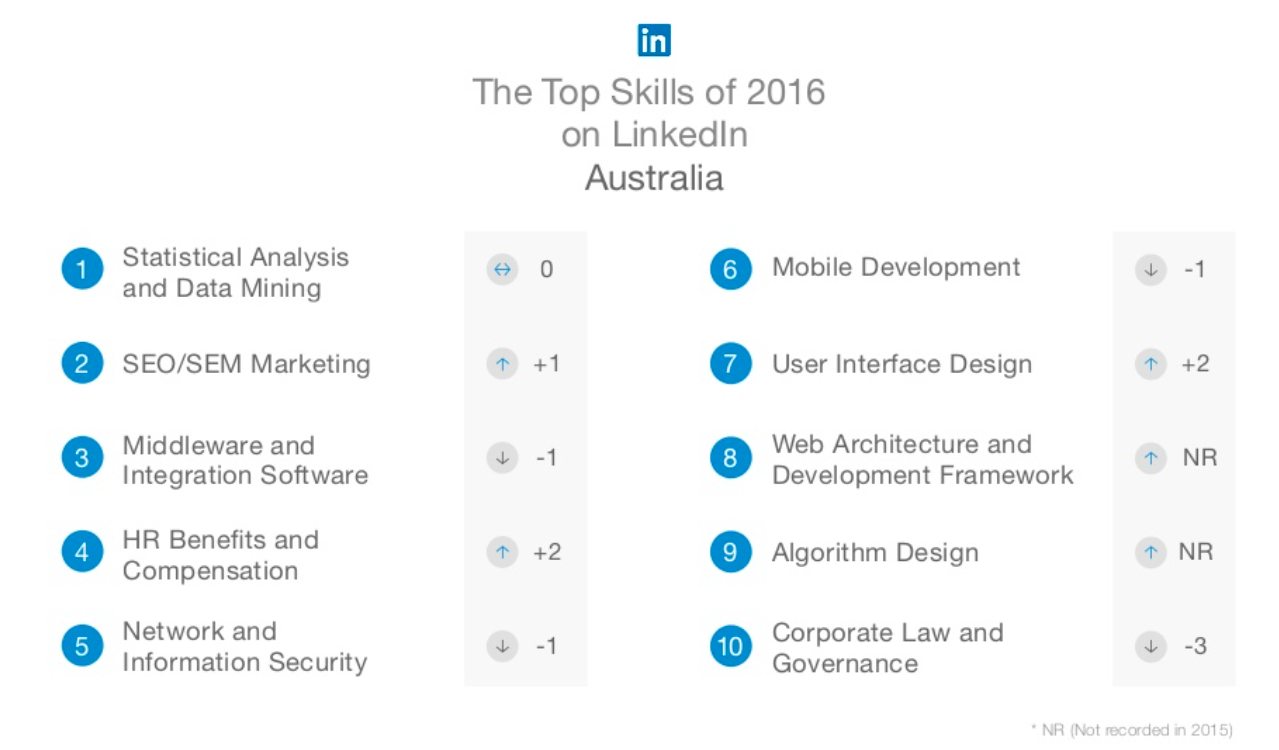 in
The Top Skills of 2016
on LinkedIn
Australia
1
Statistical Analysis
and Data Mining
↔ 0
2
SEO/SEM Marketing
↑ +1
3
Middleware and
Integration Software
↓ -1
4
HR Benefits and
Compensation
↑ +2
5
Network and
Information Security
↓ -1
6
Mobile Development
↓ -1
7
User Interface Design
↑ +2
8
Web Architecture and
Development Framework
↑ NR
9
Algorithm Design
↑ NR
10
Corporate Law and
Governance
↓ -3
* NR (Not recorded in 2015)